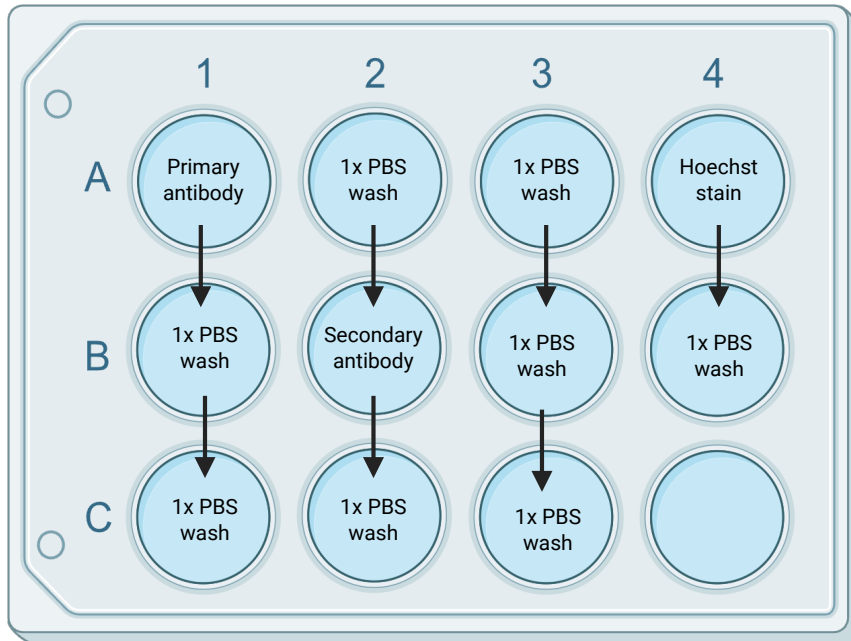 1 2 3 4
A
Primary
antibody
1x PBS
wash
1x PBS
wash
Hoechst
stain
B
1x PBS
wash
Secondary
antibody
1x PBS
wash
1x PBS
wash
C
1x PBS
wash
1x PBS
wash
1x PBS
wash